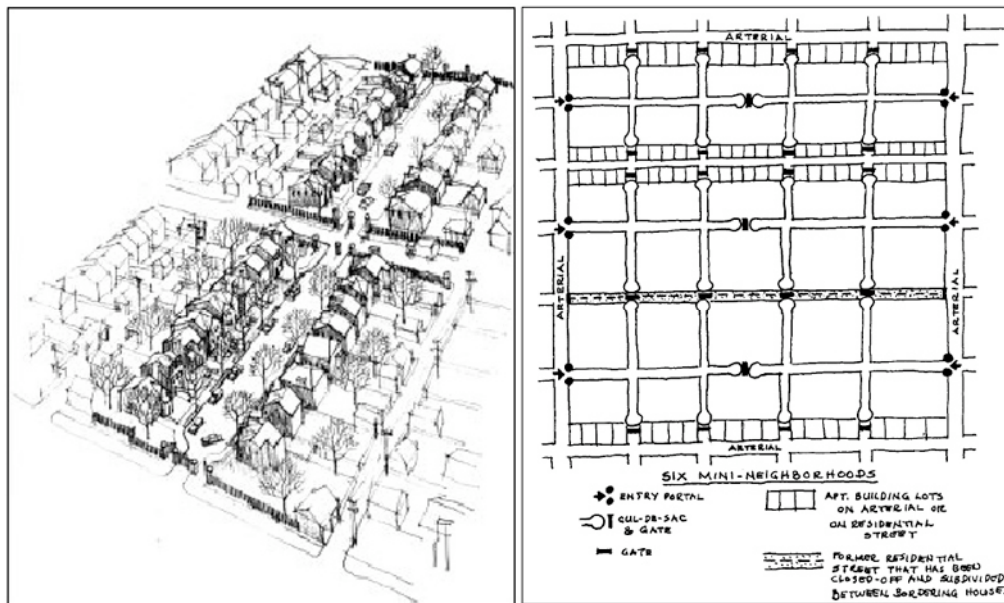 ARTERIAL
ARTERIAL
ARTERIAL
ARTERIAL
SIX MINI-NEIGHBORHOODS
ENTRY PORTAL
CUL-DE-SAC
& GATE
GATE
APT. BUILDING LOTS
ON ARTERIAL OR
ON RESIDENTIAL
STREET
FORMER RESIDENTIAL
STREET THAT HAS BEEN
CLOSED-OFF AND SUBDIVIDED
BETWEEN BORDERING HOUSE